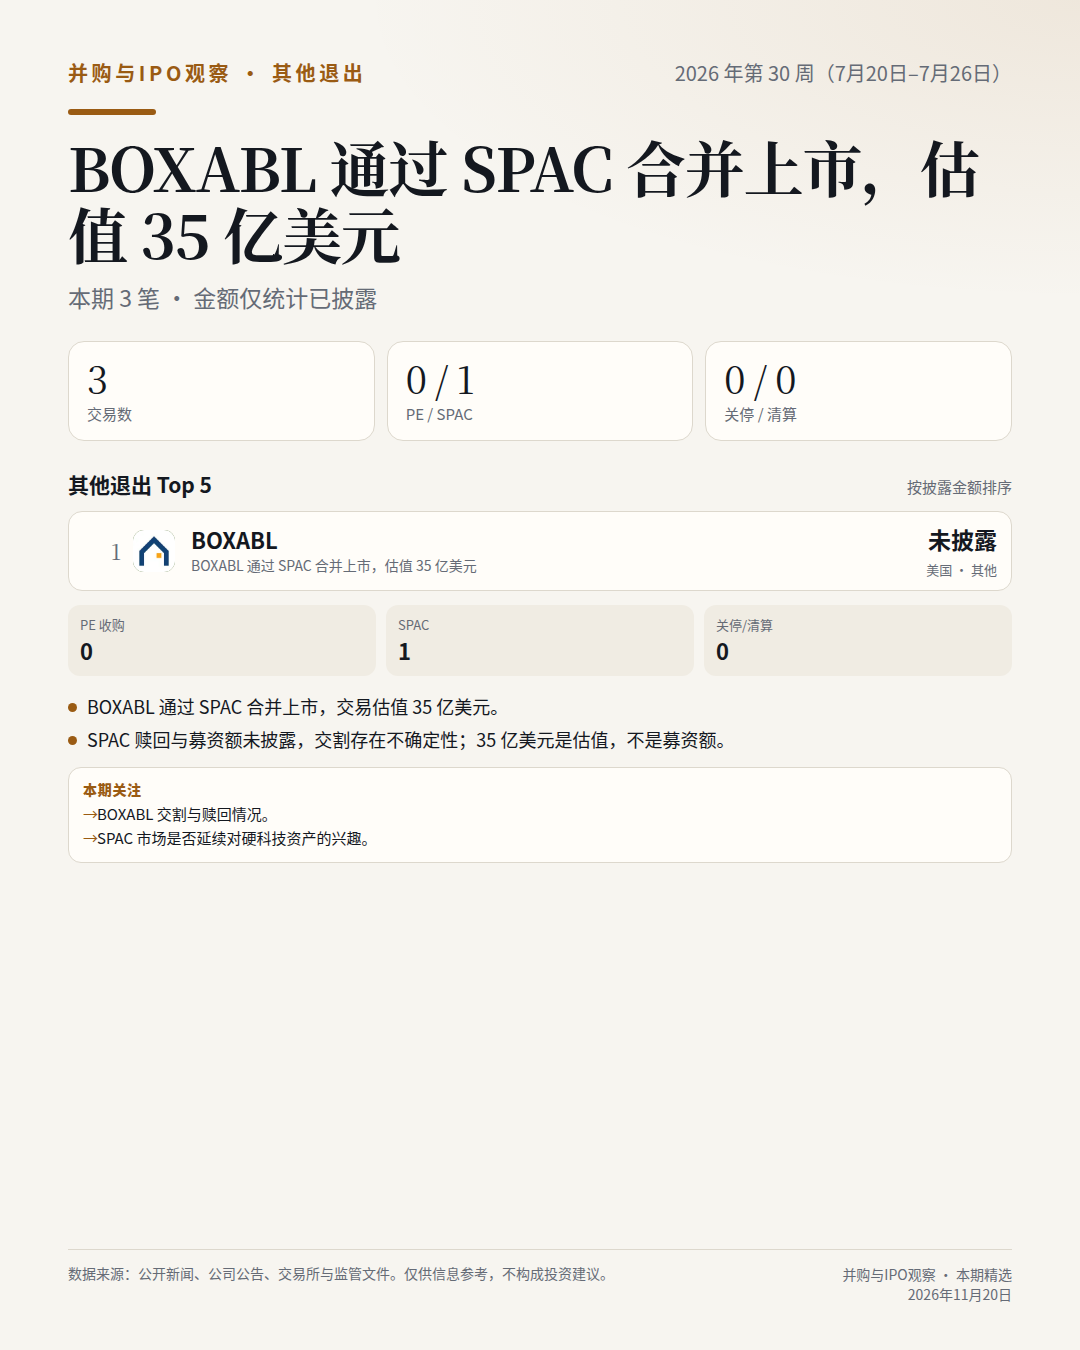 并购与IPO观察 · 其他退出
2026 年第 30 周（7月20日–7月26日）
BOXABL 通过 SPAC 合并上市，估
值 35 亿美元
本期 3 笔 · 金额仅统计已披露
3
交易数
0 / 1
PE / SPAC
0 / 0
关停 / 清算
其他退出 Top 5
按披露金额排序
1
BOXABL
BOXABL 通过 SPAC 合并上市，估值 35 亿美元
未披露
美国 · 其他
PE 收购
0
SPAC
1
关停/清算
0
BOXABL 通过 SPAC 合并上市，交易估值 35 亿美元。
SPAC 赎回与募资额未披露，交割存在不确定性；35 亿美元是估值，不是募资额。
本期关注
→BOXABL 交割与赎回情况。
→SPAC 市场是否延续对硬科技资产的兴趣。
数据来源：公开新闻、公司公告、交易所与监管文件。仅供信息参考，不构成投资建议。
并购与IPO观察 · 本期精选
2026年11月20日